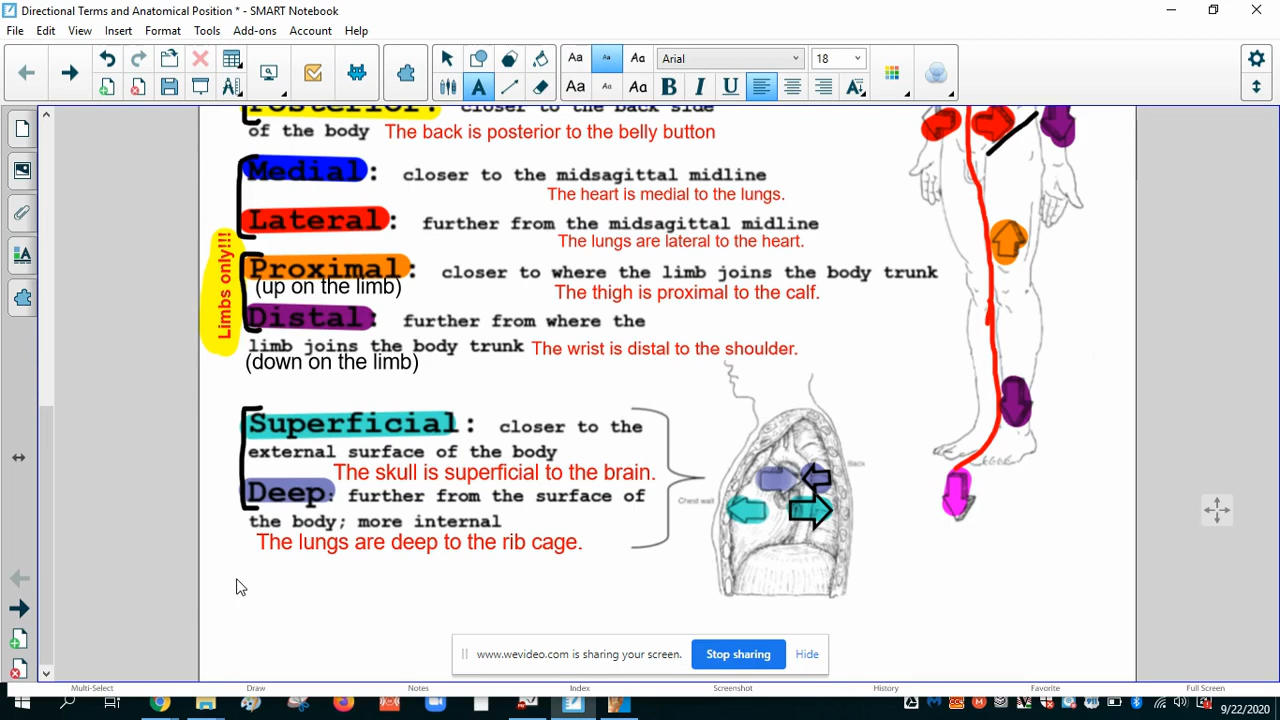 Directional Terms and Anatomical Position * - SMART Notebook
File Edit View Insert Format Tools Add-ons Account Help
Arial 18
Posterior: closer to the back side
of the body The back is posterior to the belly button
Medial: closer to the midsagittal midline
The heart is medial to the lungs.
Lateral: further from the midsagittal midline
The lungs are lateral to the heart.
Limbs only!!!
Proximal: closer to where the limb joins the body trunk
(up on the limb) The thigh is proximal to the calf.
Distal: further from where the
limb joins the body trunk The wrist is distal to the shoulder.
(down on the limb)
Superficial: closer to the
external surface of the body
The skull is superficial to the brain.
Deep: further from the surface of
the body; more internal
The lungs are deep to the rib cage.
Back
Chest wall
www.wevideo.com is sharing your screen. Stop sharing Hide
Multi-Select Draw Notes Index Screenshot History Favorite Full Screen
9/22/2020